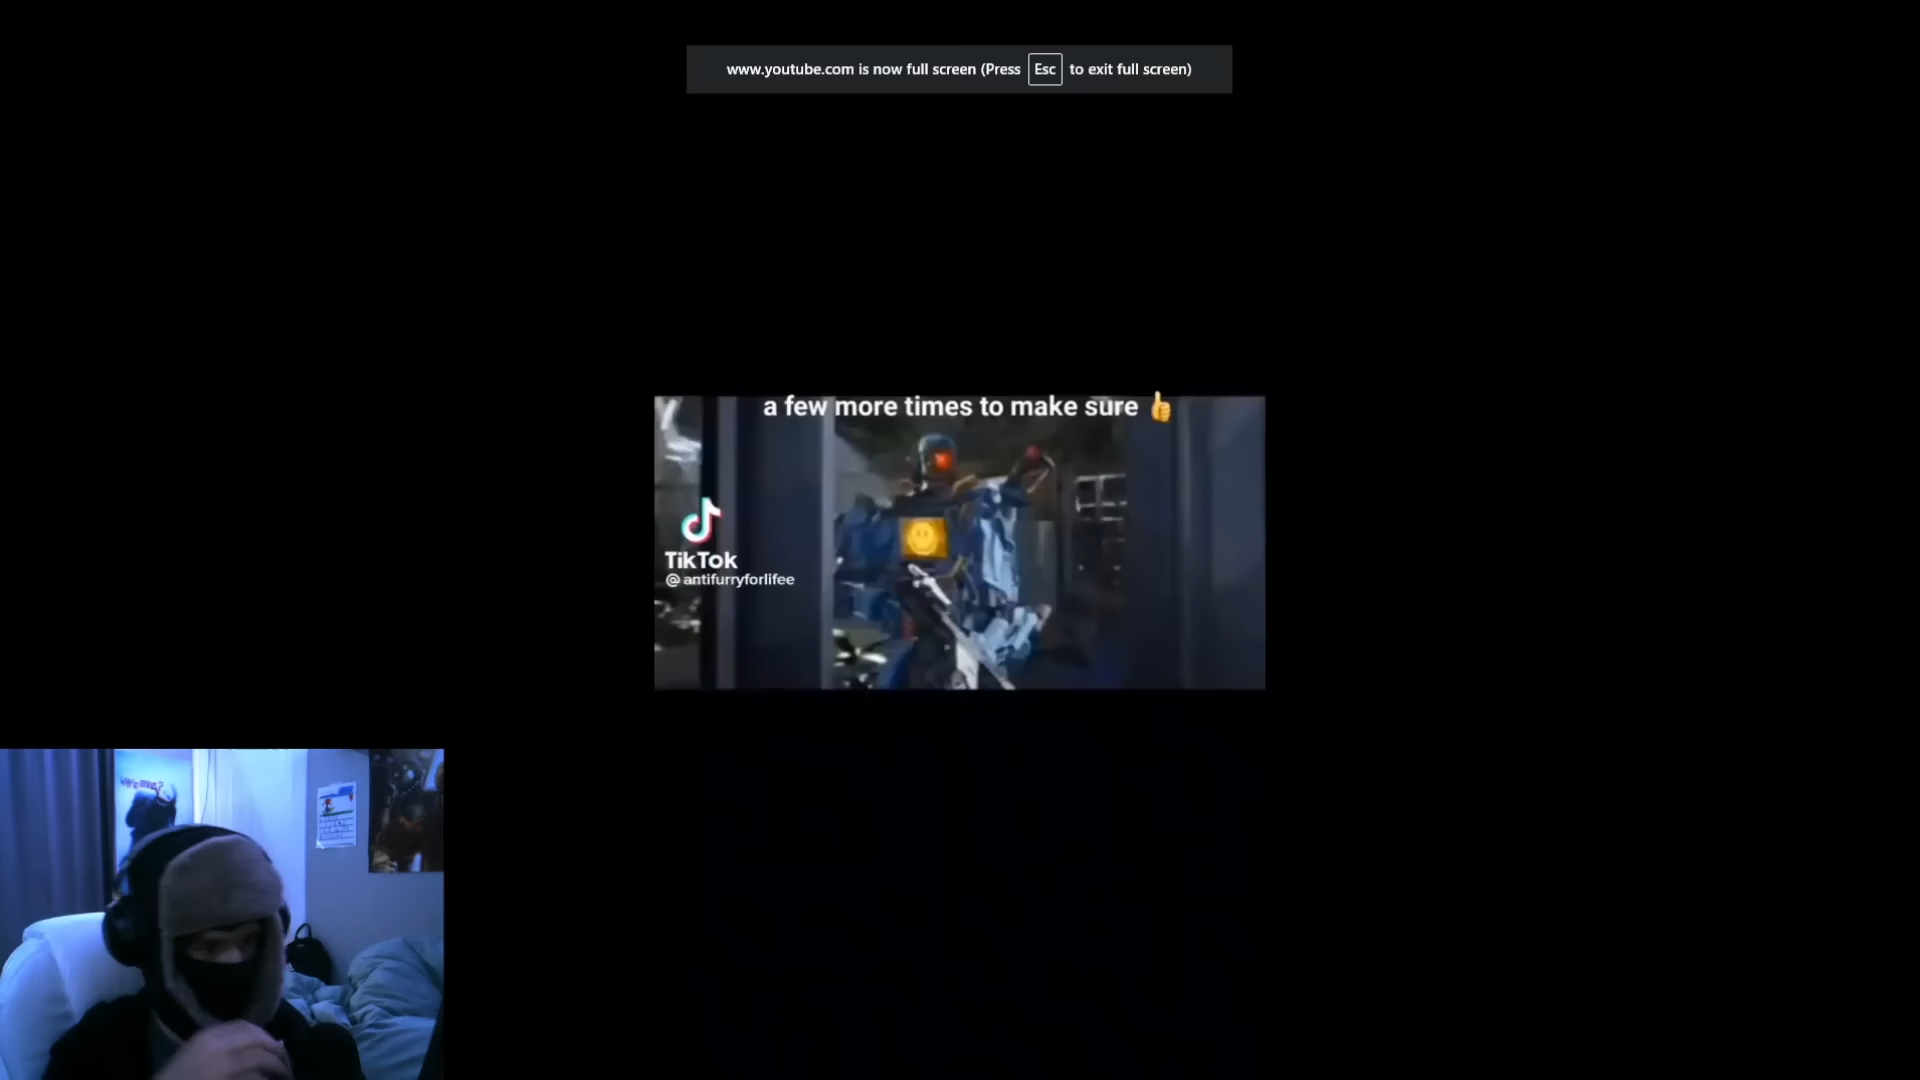 www.youtube.com is now full screen (Press Esc to exit full screen)
a few more times to make sure 👍
TikTok
@antifurryforlifee